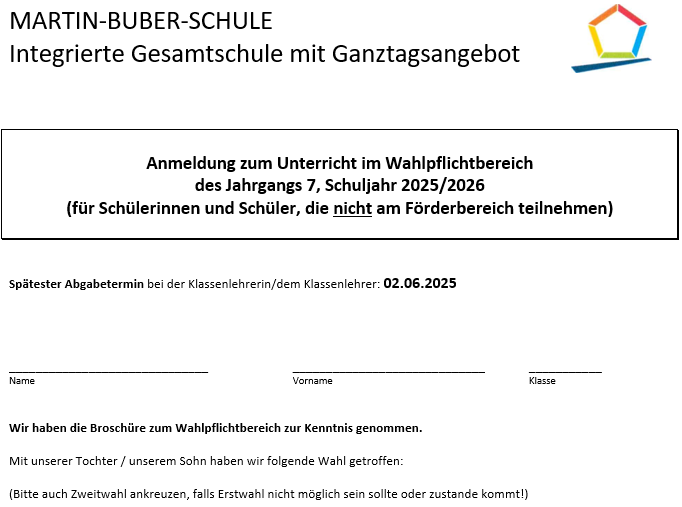 MARTIN-BUBER-SCHULE
Integrierte Gesamtschule mit Ganztagsangebot
Anmeldung zum Unterricht im Wahlpflichtbereich
des Jahrgangs 7, Schuljahr 2025/2026
(für Schülerinnen und Schüler, die nicht am Förderbereich teilnehmen)
Spätester Abgabetermin bei der Klassenlehrerin/dem Klassenlehrer: 02.06.2025
Name Vorname Klasse
Wir haben die Broschüre zum Wahlpflichtbereich zur Kenntnis genommen.
Mit unserer Tochter / unserem Sohn haben wir folgende Wahl getroffen:
(Bitte auch Zweitwahl ankreuzen, falls Erstwahl nicht möglich sein sollte oder zustande kommt!)